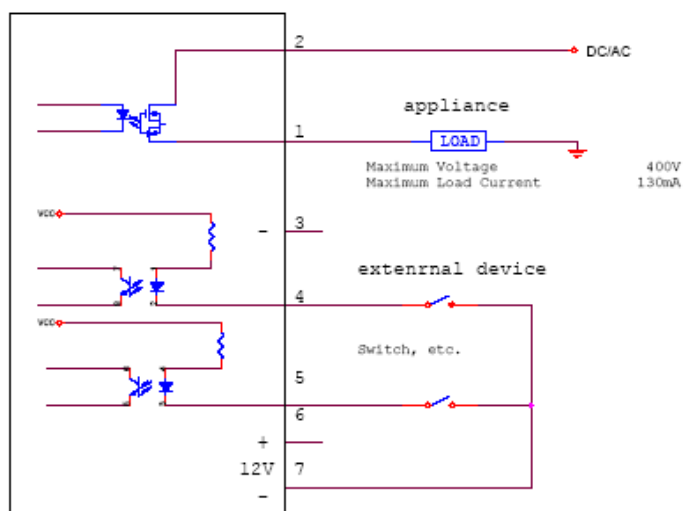 2
DC/AC
appliance
1
LOAD
Maximum Voltage 400V
Maximum Load Current 130mA
VCC
- 3
extenrnal device
4
VCC
Switch, etc.
5
6
+
12V 7
-